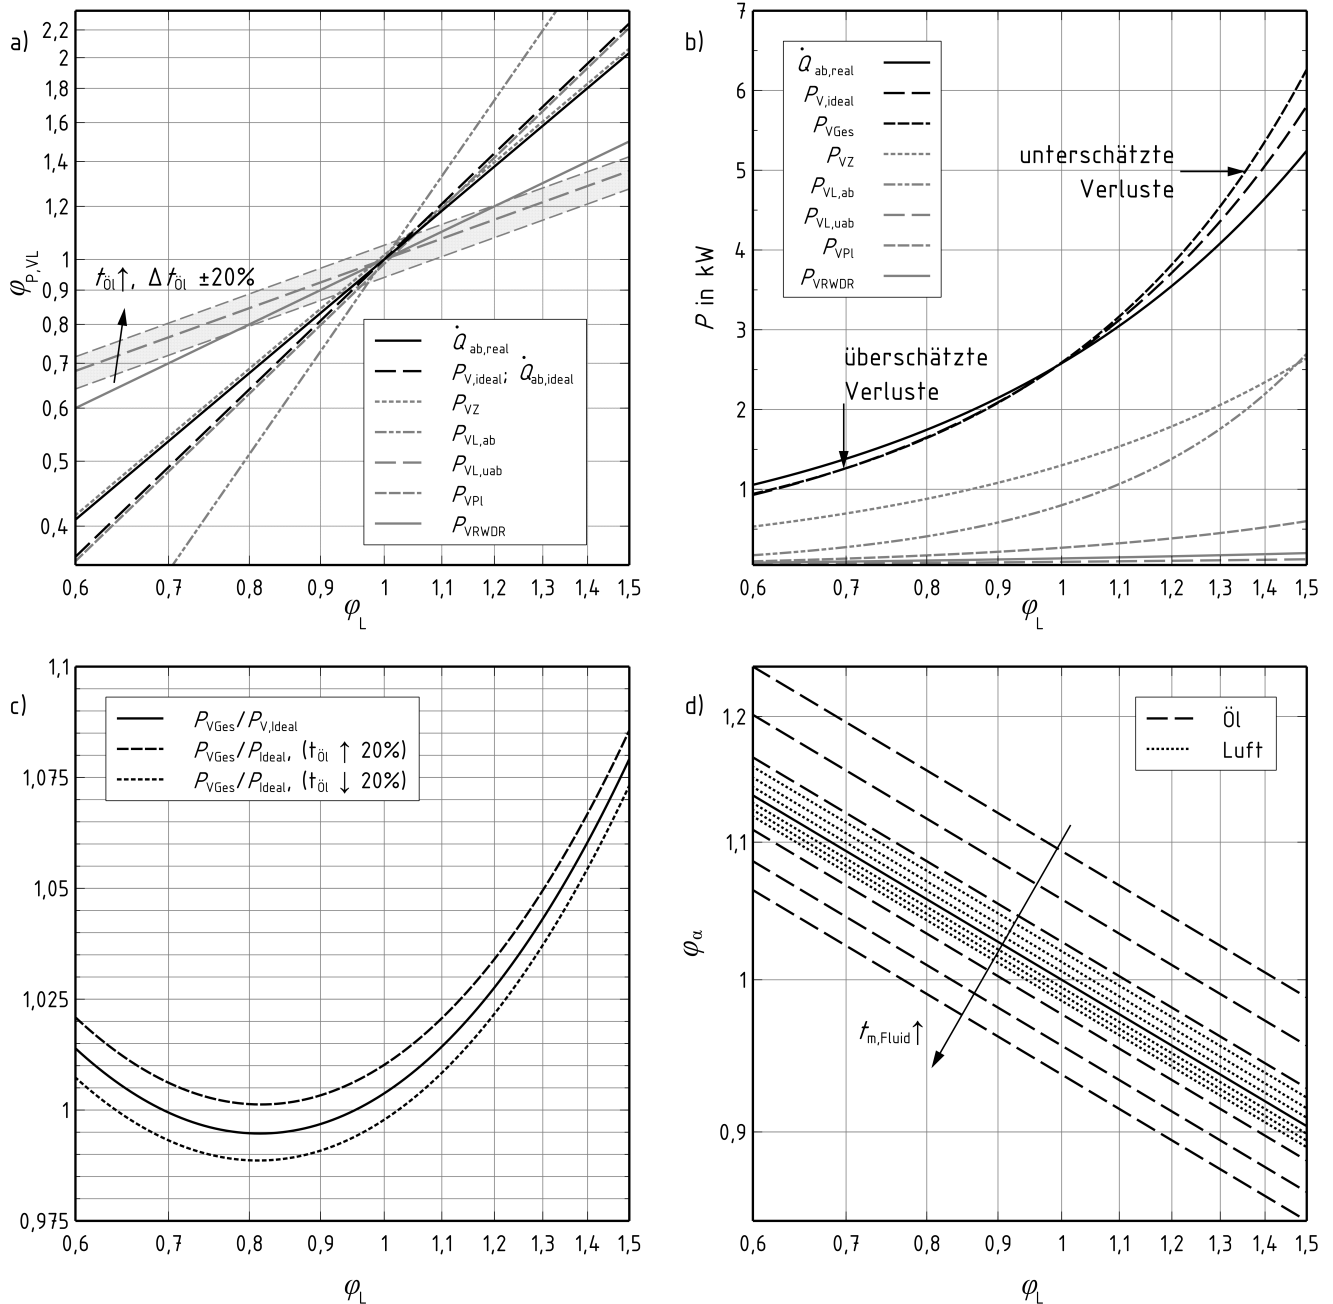 a)
2,2
2
1,8
1,6
1,4
1,2
1
0,9
0,8
0,7
0,6
0,5
0,4
φP,VL
tÖl↑, Δ tÖl ±20%
Q̇ab,real
PV,ideal; Q̇ab,ideal
PVZ
PVL,ab
PVL,uab
PVPl
PVRWDR
0,6 0,7 0,8 0,9 1 1,1 1,2 1,3 1,4 1,5
φL
b)
7
6
5
4
3
2
1
P in kW
Q̇ab,real
PV,ideal
PVGes
PVZ
PVL,ab
PVL,uab
PVPl
PVRWDR
unterschätzte
Verluste
überschätzte
Verluste
0,6 0,7 0,8 0,9 1 1,1 1,2 1,3 1,4 1,5
φL
c)
1,1
1,075
1,05
1,025
1
0,975
PVGes/PV,Ideal
PVGes/PIdeal, (tÖl ↑ 20%)
PVGes/PIdeal, (tÖl ↓ 20%)
0,6 0,7 0,8 0,9 1 1,1 1,2 1,3 1,4 1,5
φL
d)
1,2
1,1
1
0,9
φα
Öl
Luft
tm,Fluid↑
0,6 0,7 0,8 0,9 1 1,1 1,2 1,3 1,4 1,5
φL